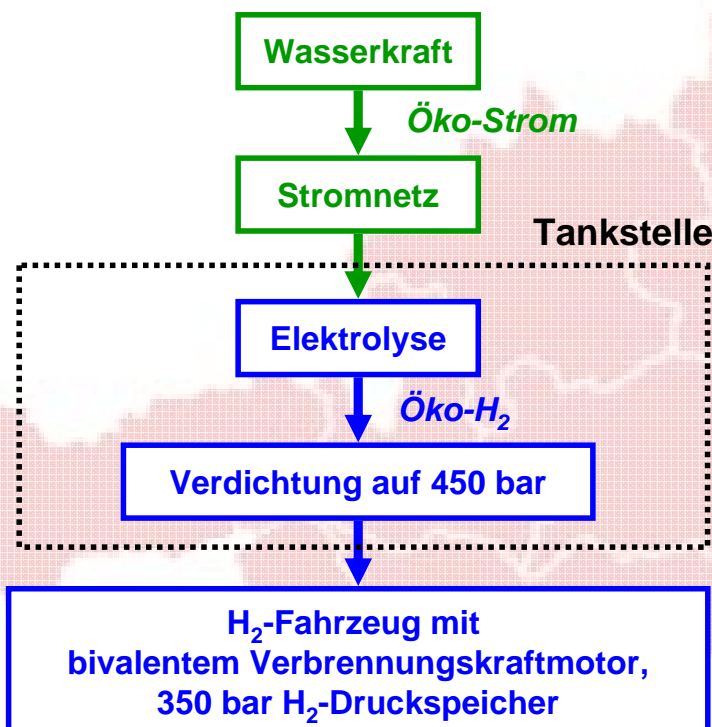 Wasserkraft
Öko-Strom
Stromnetz
Tankstelle
Elektrolyse
Öko-H₂
Verdichtung auf 450 bar
H₂-Fahrzeug mit
bivalentem Verbrennungskraftmotor,
350 bar H₂-Druckspeicher